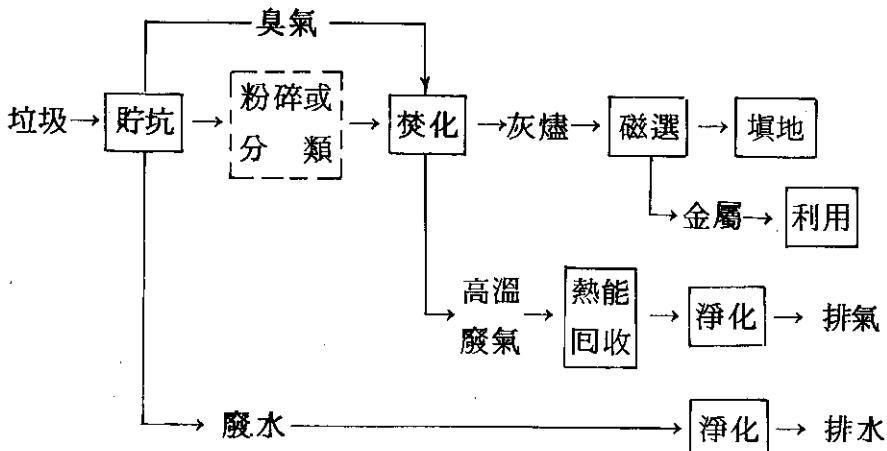 臭氣
垃圾→貯坑→粉碎或分類→焚化→灰燼→磁選→塡地
金屬→利用
高溫廢氣→熱能回收→淨化→排氣
廢水→淨化→排水